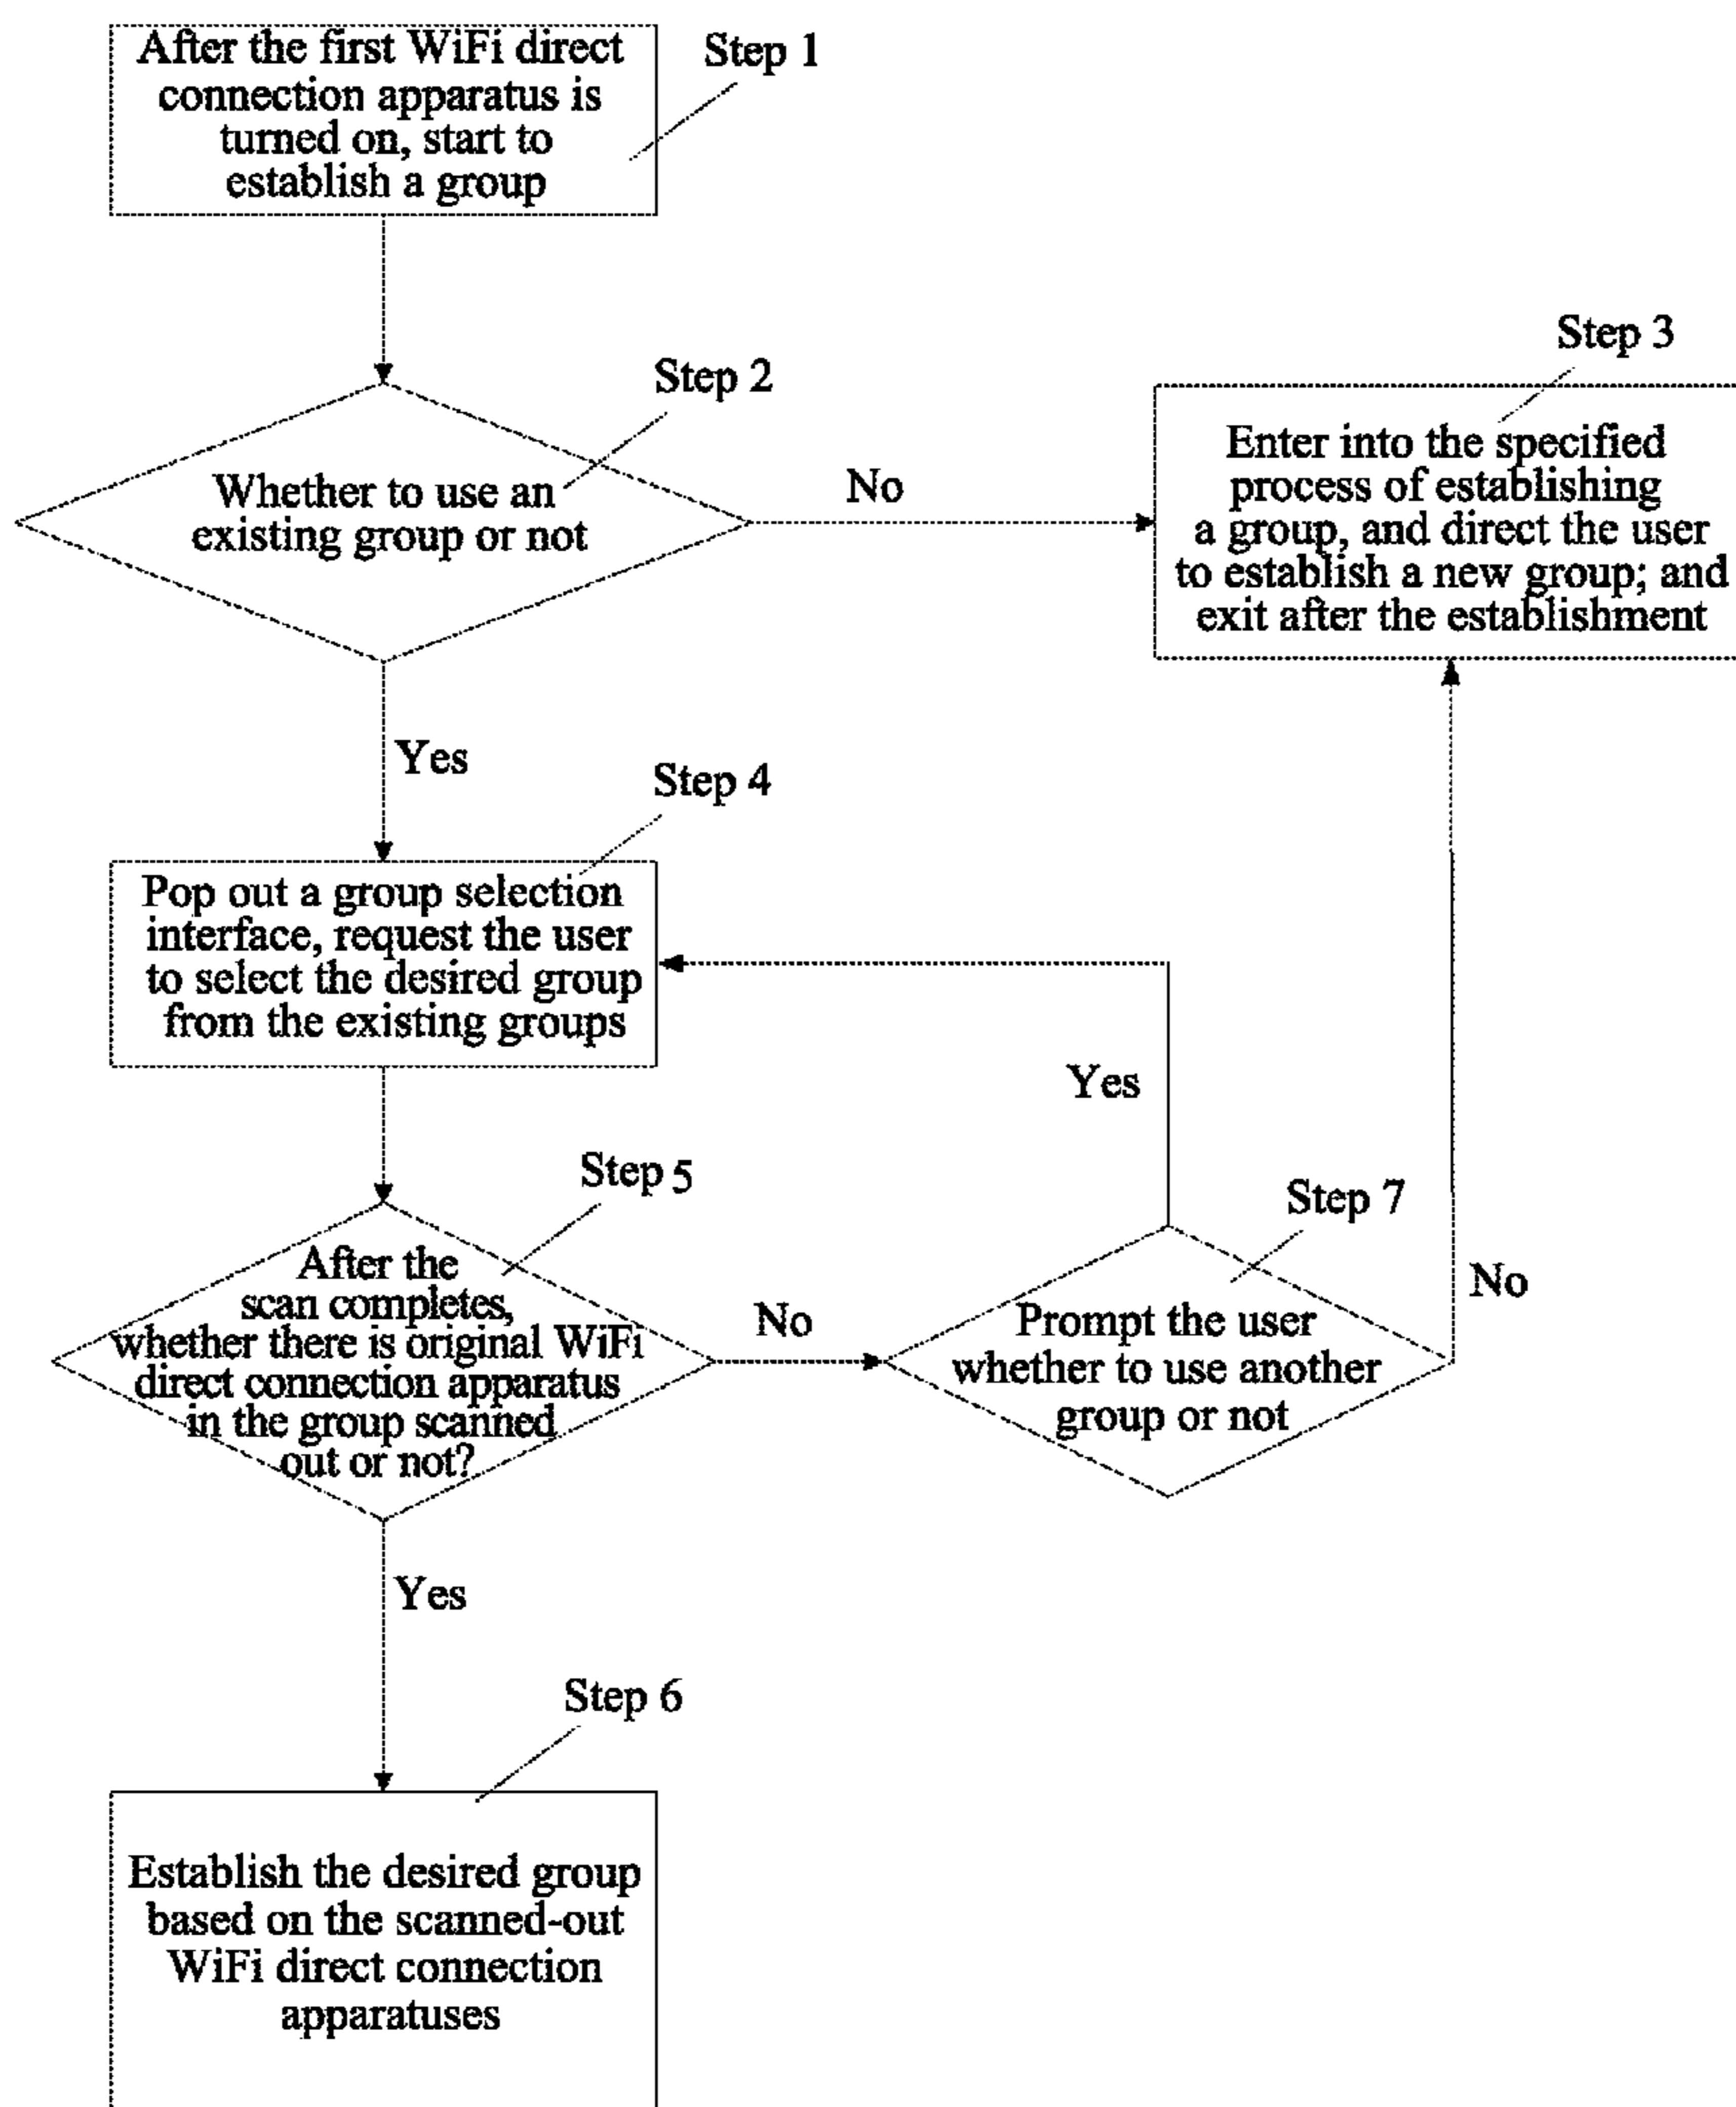 After the first WiFi direct
connection apparatus is
turned on, start to
establish a group
Step 1
Step 2
Whether to use an
existing group or not
No
Step 3
Enter into the specified
process of establishing
a group, and direct the user
to establish a new group; and
exit after the establishment
Yes
Step 4
Pop out a group selection
interface, request the user
to select the desired group
from the existing groups
Yes
Step 5
After the
scan completes,
whether there is original WiFi
direct connection apparatus
in the group scanned
out or not?
No
Step 7
Prompt the user
whether to use another
group or not
No
Yes
Step 6
Establish the desired group
based on the scanned-out
WiFi direct connection
apparatuses